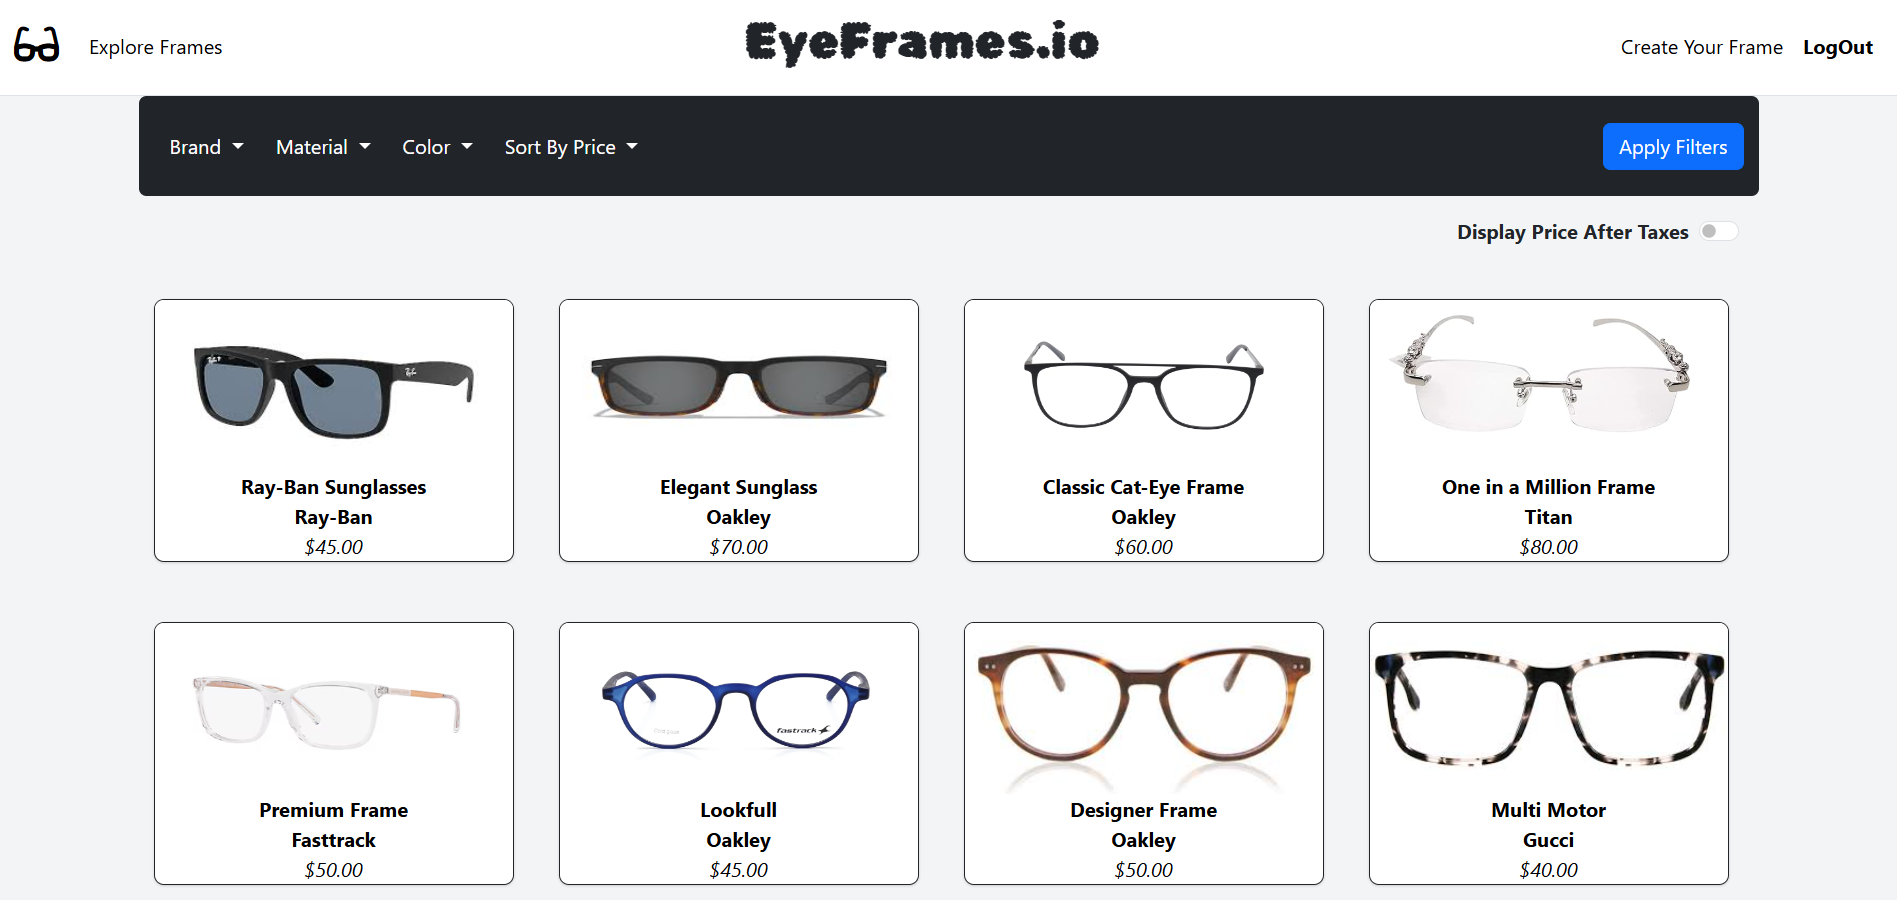 Explore Frames
EyeFrames.io
Create Your Frame
LogOut
Brand
Material
Color
Sort By Price
Apply Filters
Display Price After Taxes
Ray-Ban Sunglasses
Ray-Ban
$45.00
Elegant Sunglass
Oakley
$70.00
Classic Cat-Eye Frame
Oakley
$60.00
One in a Million Frame
Titan
$80.00
Premium Frame
Fasttrack
$50.00
fastrack
Lookfull
Oakley
$45.00
Designer Frame
Oakley
$50.00
Multi Motor
Gucci
$40.00